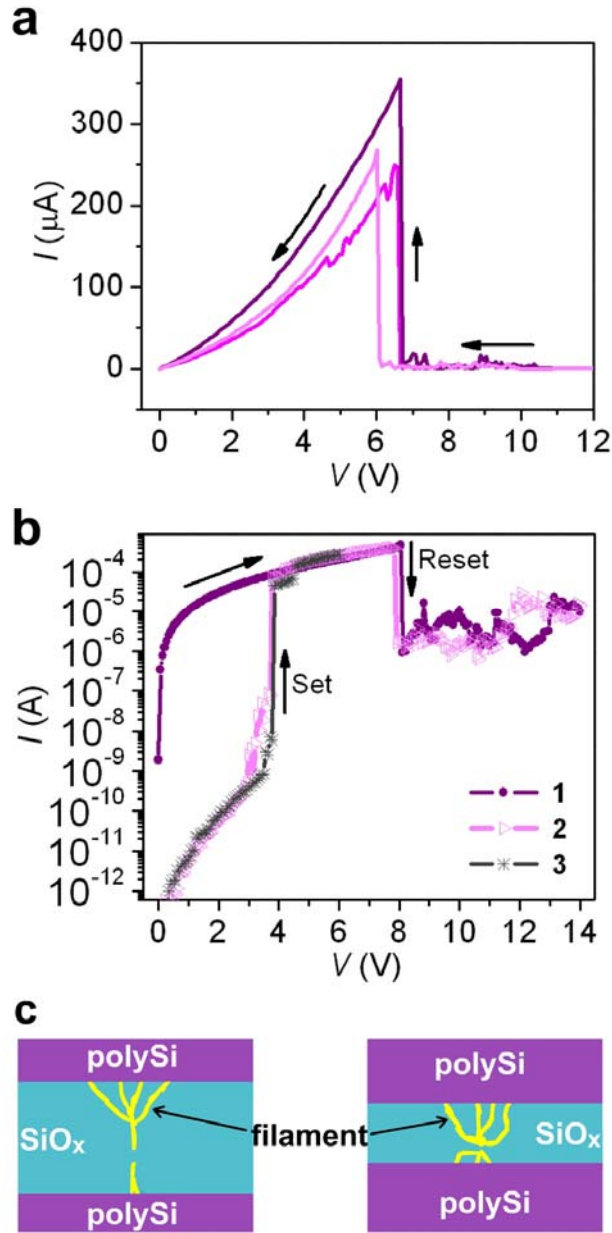 a
400
300
200
100
0
I (μA)
0 2 4 6 8 10 12
V (V)
b
10⁻⁴
10⁻⁵
10⁻⁶
10⁻⁷
10⁻⁸
10⁻⁹
10⁻¹⁰
10⁻¹¹
10⁻¹²
I (A)
Reset
Set
1
2
3
0 2 4 6 8 10 12 14
V (V)
c
polySi polySi
SiOx filament SiOx
polySi polySi